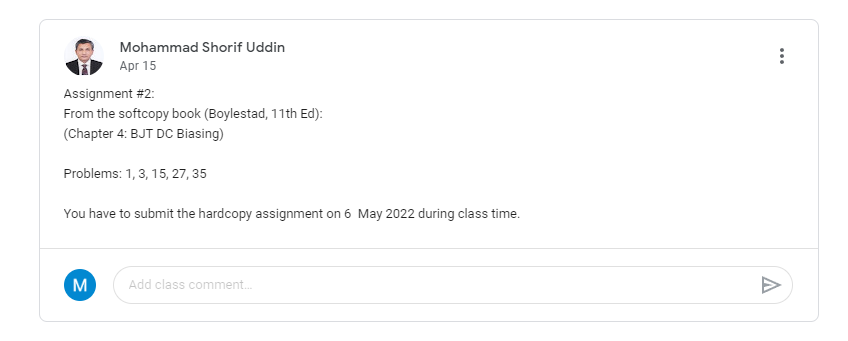 Mohammad Shorif Uddin
Apr 15
Assignment #2:
From the softcopy book (Boylestad, 11th Ed):
(Chapter 4: BJT DC Biasing)
Problems: 1, 3, 15, 27, 35
You have to submit the hardcopy assignment on 6  May 2022 during class time.
M
Add class comment...